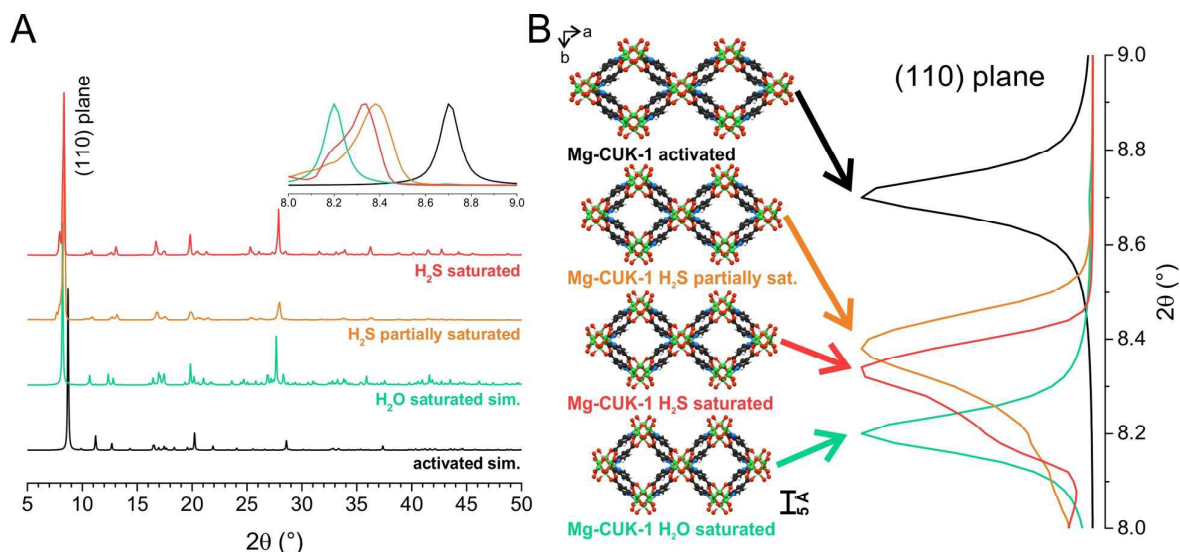 A
(110) plane
8.0 8.2 8.4 8.6 8.8 9.0
H₂S saturated
H₂S partially saturated
H₂O saturated sim.
activated sim.
5 10 15 20 25 30 35 40 45 50
2θ (°)
B
a
b
Mg-CUK-1 activated
Mg-CUK-1 H₂S partially sat.
Mg-CUK-1 H₂S saturated
Mg-CUK-1 H₂O saturated
5 Å
(110) plane
9.0
8.8
8.6
8.4
8.2
8.0
2θ (°)